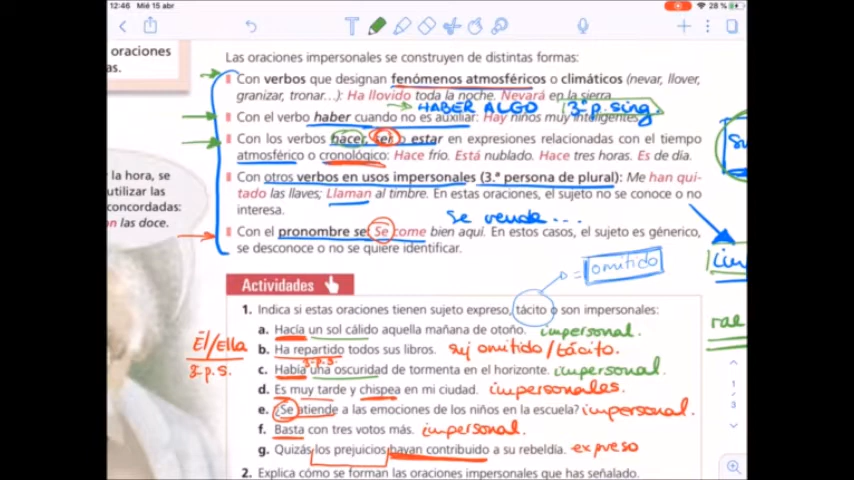 12:46 Mié 15 abr
28 %
oraciones
as.
Las oraciones impersonales se construyen de distintas formas:
Con verbos que designan fenómenos atmosféricos o climáticos (nevar, llover,
granizar, tronar…): Ha llovido toda la noche. Nevará en la sierra.
HABER ALGO 3ª p. sing.
Con el verbo haber cuando no es auxiliar: Hay niños muy inteligentes.
Con los verbos hacer, ser o estar en expresiones relacionadas con el tiempo
atmosférico o cronológico: Hace frío. Está nublado. Hace tres horas. Es de día.
la hora, se
utilizar las
concordadas:
on las doce.
Con otros verbos en usos impersonales (3.ª persona de plural): Me han qui-
tado las llaves; Llaman al timbre. En estas oraciones, el sujeto no se conoce o no
interesa.
se vende...
Con el pronombre se: Se come bien aquí. En estos casos, el sujeto es genérico,
se desconoce o no se quiere identificar.
= omitido
Actividades
1. Indica si estas oraciones tienen sujeto expreso, tácito o son impersonales:
a. Hacía un sol cálido aquella mañana de otoño. impersonal.
Él/Ella
3ª p.s.
b. Ha repartido todos sus libros. suj omitido/tácito.
3ª p.s.
c. Había una oscuridad de tormenta en el horizonte. impersonal.
d. Es muy tarde y chispea en mi ciudad. impersonales.
e. ¿Se atiende a las emociones de los niños en la escuela? impersonal.
f. Basta con tres votos más. impersonal.
g. Quizás los prejuicios hayan contribuido a su rebeldía. expreso
2. Explica cómo se forman las oraciones impersonales que has señalado.
rae
1
3